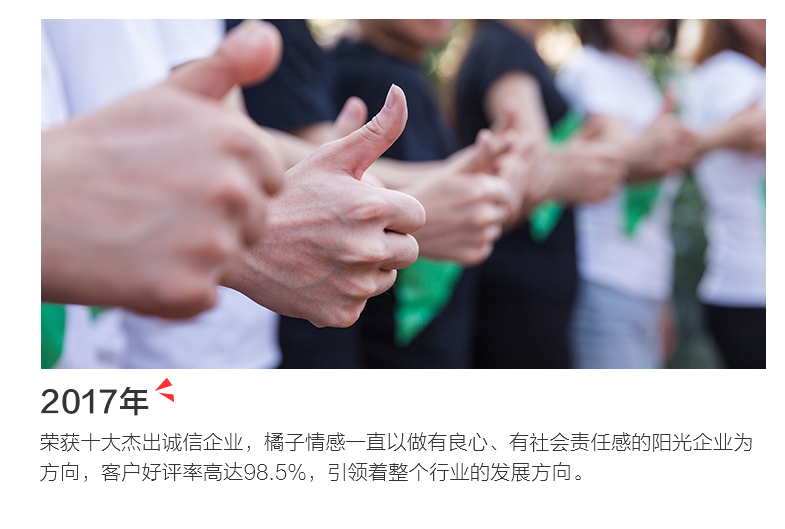 2017年
荣获十大杰出诚信企业，橘子情感一直以做有良心、有社会责任感的阳光企业为
方向，客户好评率高达98.5%，引领着整个行业的发展方向。